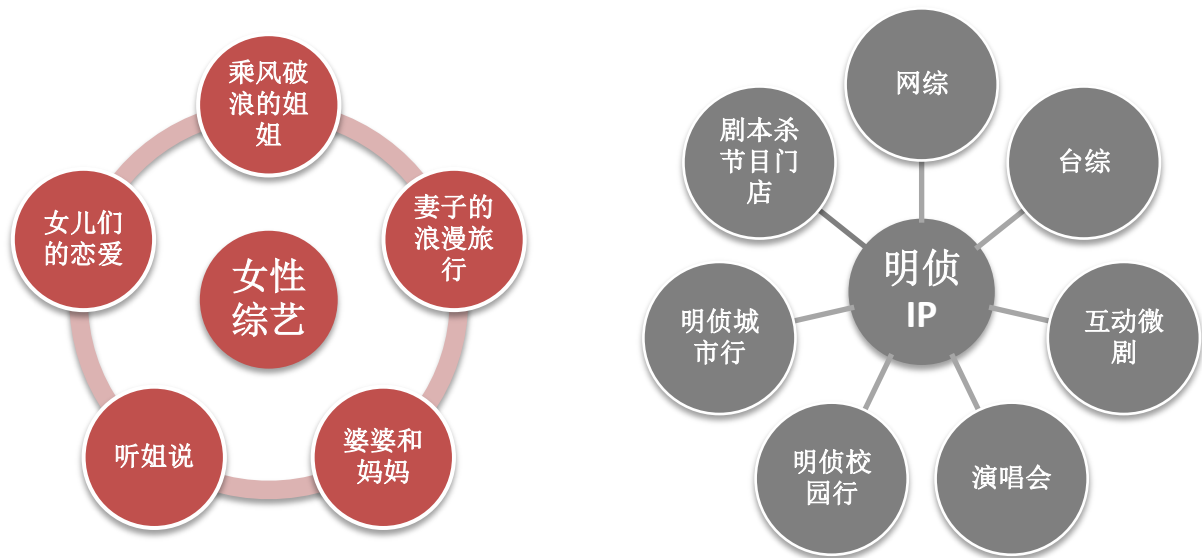 乘风破
浪的姐
姐
妻子的
浪漫旅
行
婆婆和
妈妈
听姐说
女儿们
的恋爱
女性
综艺
网综
台综
互动微
剧
演唱会
明侦校
园行
明侦城
市行
剧本杀
节目门
店
明侦
IP